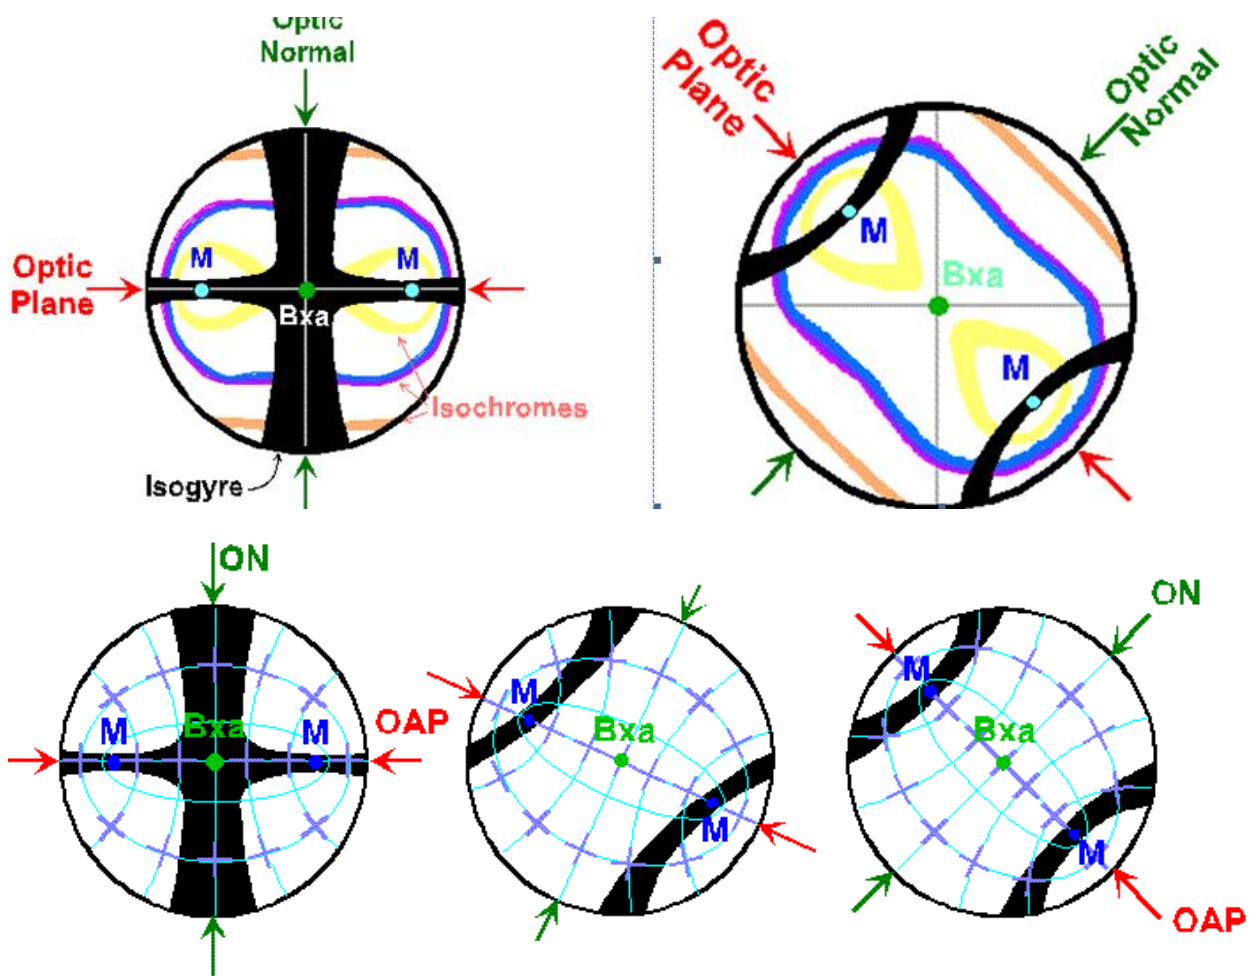 Optic
Normal
Optic
Plane
M
M
Bxa
Isochromes
Isogyre
Optic
Plane
Optic
Normal
M
Bxa
M
ON
M
Bxa
M
OAP
M
Bxa
M
ON
M
Bxa
M
OAP